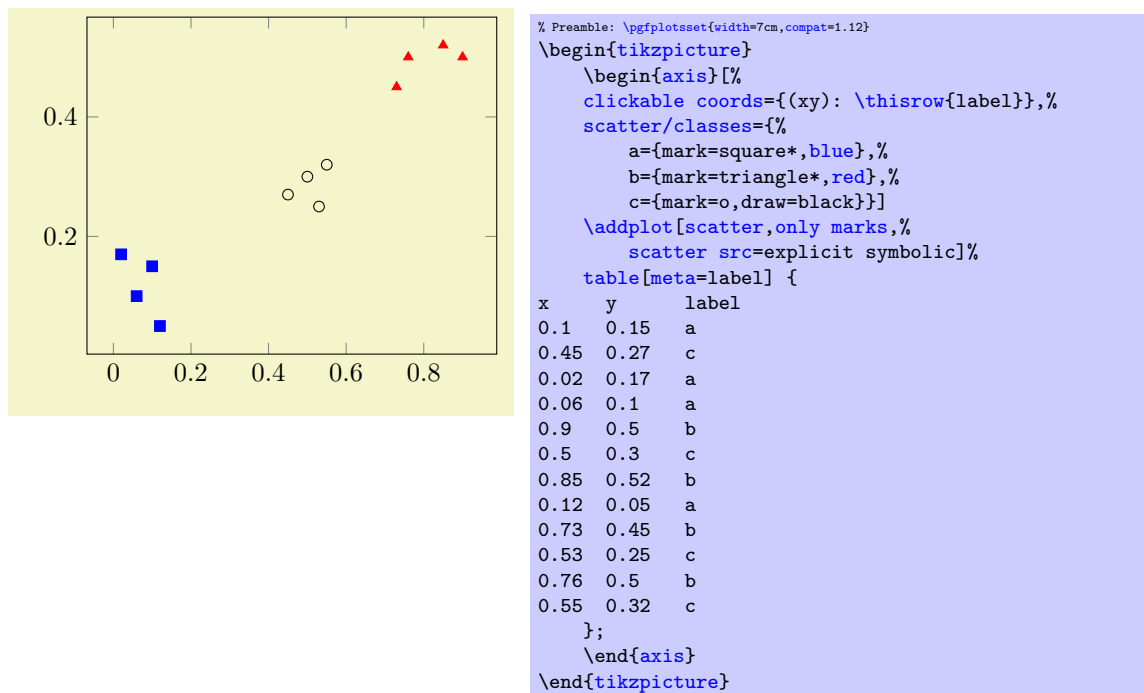 0.4
0.2
0 0.2 0.4 0.6 0.8
% Preamble: \pgfplotsset{width=7cm,compat=1.12}
\begin{tikzpicture}
    \begin{axis}[%
    clickable coords={(xy): \thisrow{label}},%
    scatter/classes={%
        a={mark=square*,blue},%
        b={mark=triangle*,red},%
        c={mark=o,draw=black}}]
    \addplot[scatter,only marks,%
        scatter src=explicit symbolic]%
    table[meta=label] {
x     y      label
0.1   0.15   a
0.45  0.27   c
0.02  0.17   a
0.06  0.1    a
0.9   0.5    b
0.5   0.3    c
0.85  0.52   b
0.12  0.05   a
0.73  0.45   b
0.53  0.25   c
0.76  0.5    b
0.55  0.32   c
    };
    \end{axis}
\end{tikzpicture}